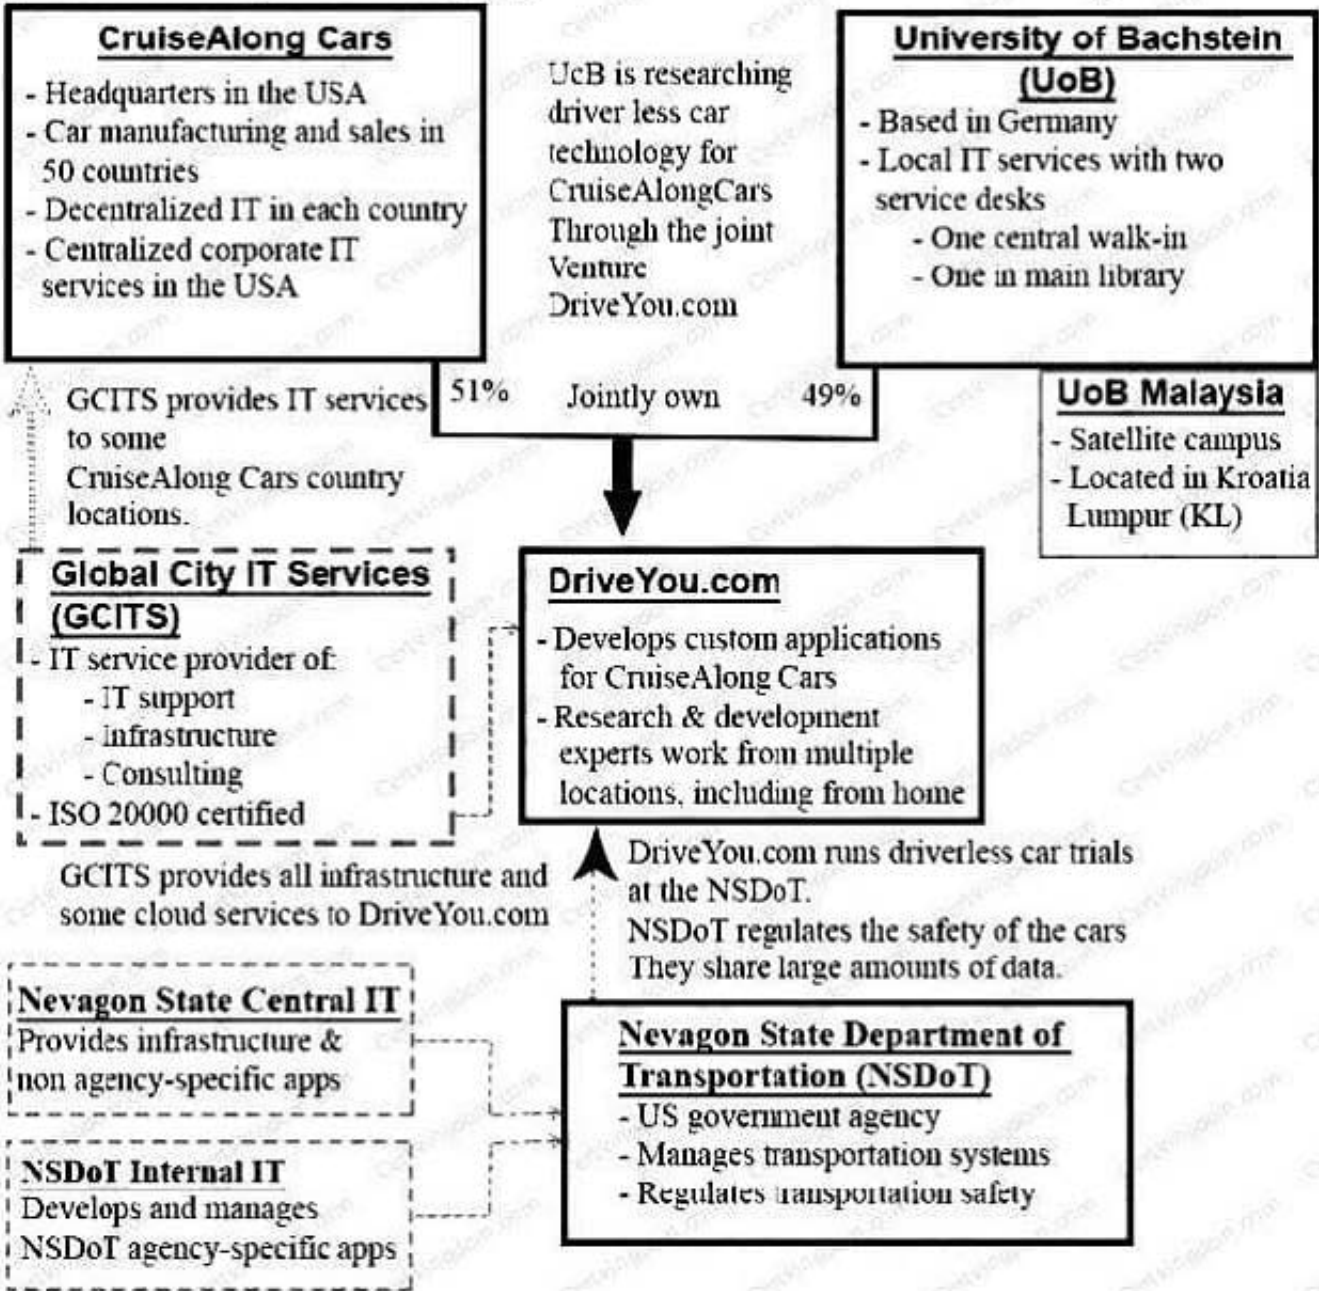 CruiseAlong Cars
- Headquarters in the USA
- Car manufacturing and sales in
50 countries
- Decentralized IT in each country
- Centralized corporate IT
services in the USA
UcB is researching
driver less car
technology for
CruiseAlongCars
Through the joint
Venture
DriveYou.com
University of Bachstein
(UoB)
- Based in Germany
- Local IT services with two
service desks
- One central walk-in
- One in main library
51% Jointly own 49%
UoB Malaysia
- Satellite campus
- Located in Kroatia
Lumpur (KL)
GCITS provides IT services
to some
CruiseAlong Cars country
locations.
Global City IT Services
(GCITS)
- IT service provider of:
- IT support
- Infrastructure
- Consulting
- ISO 20000 certified
DriveYou.com
- Develops custom applications
for CruiseAlong Cars
- Research & development
experts work from multiple
locations, including from home
GCITS provides all infrastructure and
some cloud services to DriveYou.com
DriveYou.com runs driverless car trials
at the NSDoT.
NSDoT regulates the safety of the cars
They share large amounts of data.
Nevagon State Central IT
Provides infrastructure &
non agency-specific apps
NSDoT Internal IT
Develops and manages
NSDoT agency-specific apps
Nevagon State Department of
Transportation (NSDoT)
- US government agency
- Manages transportation systems
- Regulates transportation safety